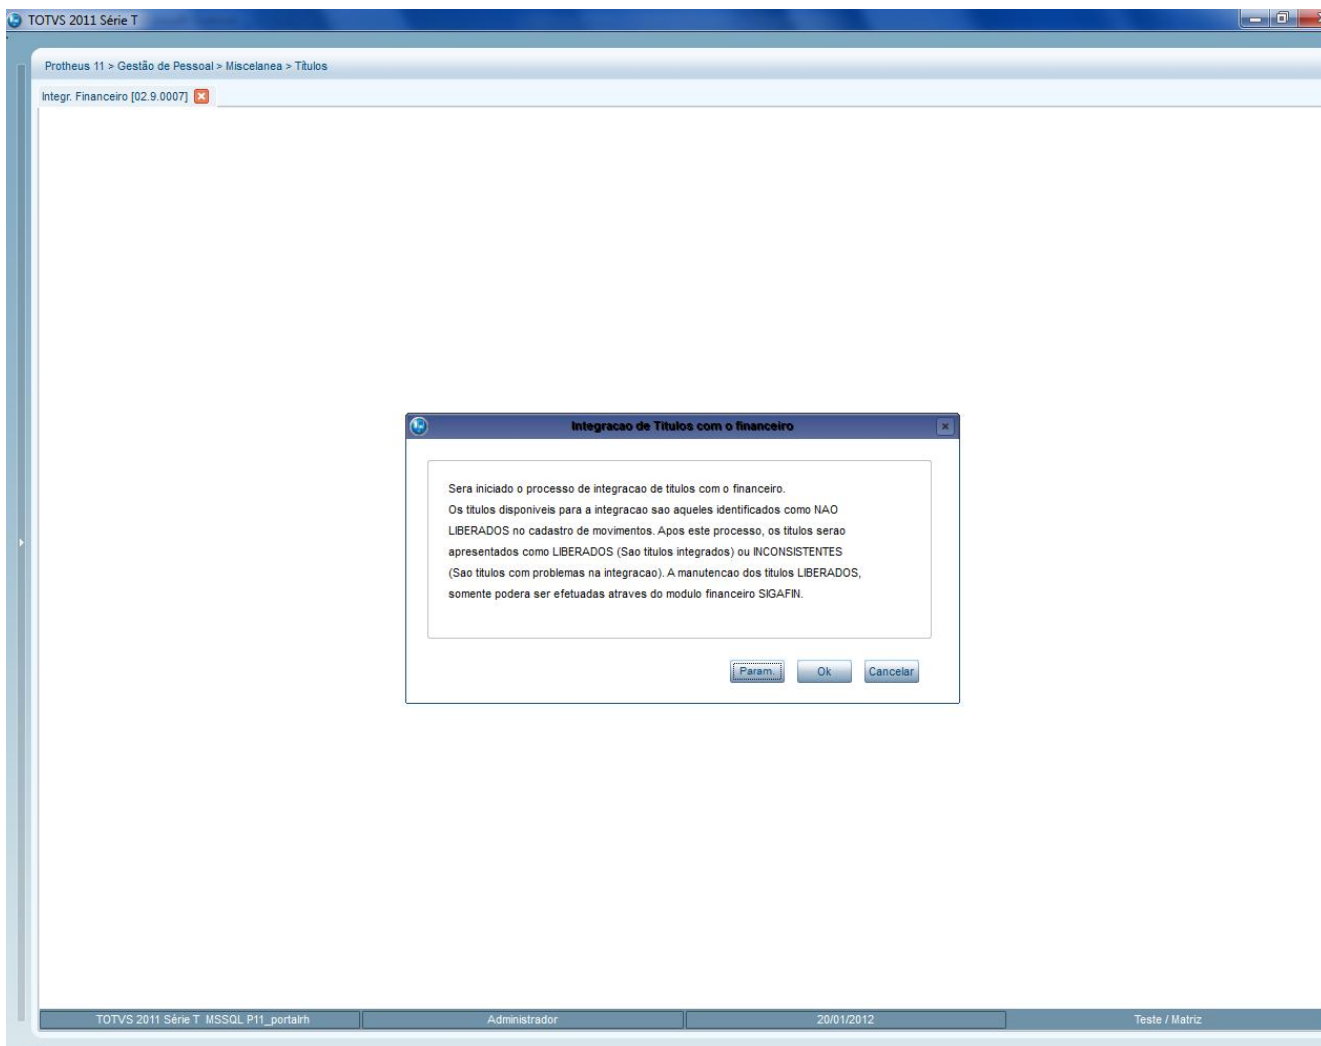 TOTVS 2011 Série T
Protheus 11 > Gestão de Pessoal > Miscelanea > Títulos
Integr. Financeiro [02.9.0007]
Integracao de Titulos com o financeiro
Sera iniciado o processo de integracao de titulos com o financeiro.
Os titulos disponiveis para a integracao sao aqueles identificados como NAO
LIBERADOS no cadastro de movimentos. Apos este processo, os titulos serao
apresentados como LIBERADOS (Sao titulos integrados) ou INCONSISTENTES
(Sao titulos com problemas na integracao). A manutencao dos titulos LIBERADOS,
somente podera ser efetuadas atraves do modulo financeiro SIGAFIN.
Param. Ok Cancelar
TOTVS 2011 Série T MSSQL P11_portalrh Administrador 20/01/2012 Teste / Matriz